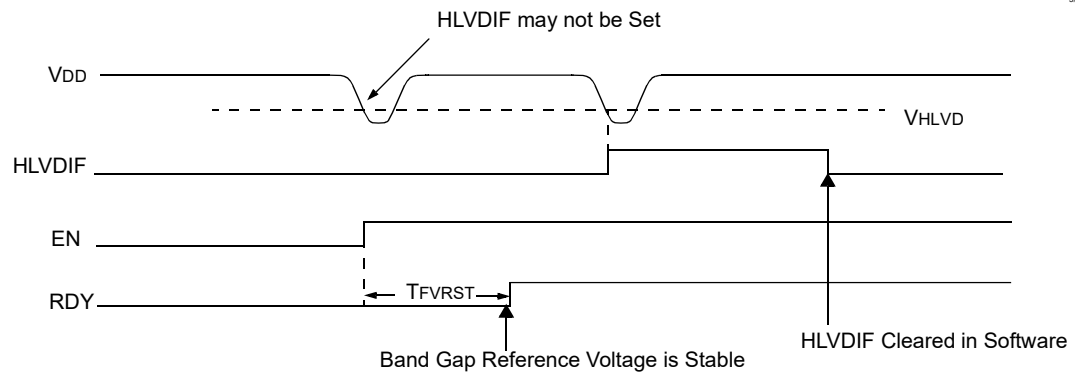 HLVDIF may not be Set
VDD
VHLVD
HLVDIF
EN
TFVRST
RDY
HLVDIF Cleared in Software
Band Gap Reference Voltage is Stable